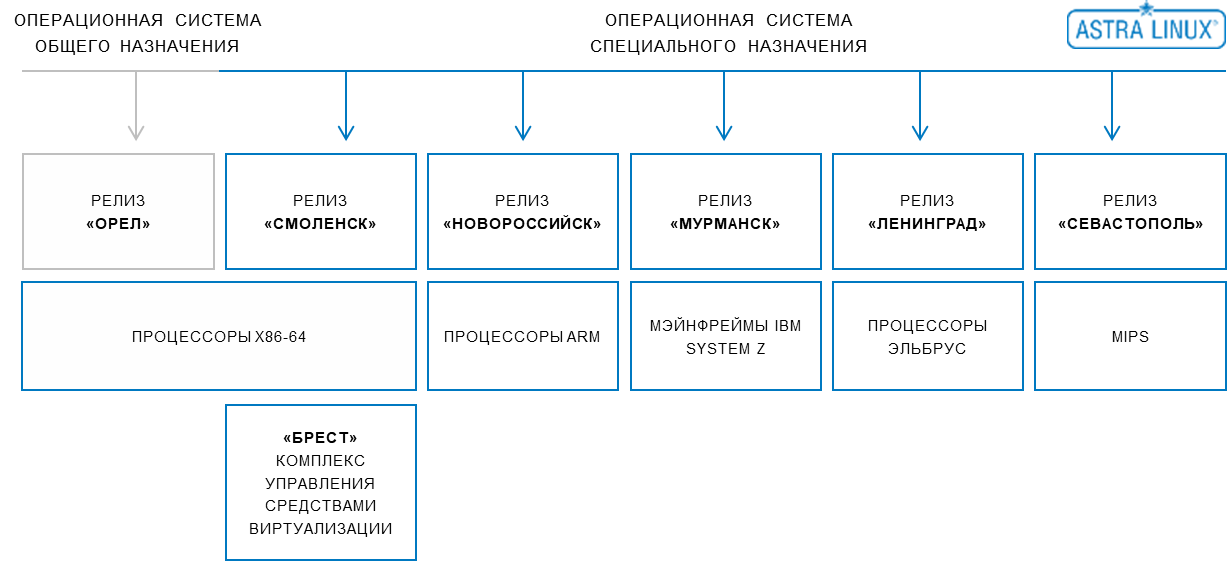 ОПЕРАЦИОННАЯ СИСТЕМА
ОБЩЕГО НАЗНАЧЕНИЯ
ОПЕРАЦИОННАЯ СИСТЕМА
СПЕЦИАЛЬНОГО НАЗНАЧЕНИЯ
ASTRA LINUX®
РЕЛИЗ
«ОРЕЛ»
РЕЛИЗ
«СМОЛЕНСК»
РЕЛИЗ
«НОВОРОССИЙСК»
РЕЛИЗ
«МУРМАНСК»
РЕЛИЗ
«ЛЕНИНГРАД»
РЕЛИЗ
«СЕВАСТОПОЛЬ»
ПРОЦЕССОРЫ X86-64
ПРОЦЕССОРЫ ARM
МЭЙНФРЕЙМЫ IBM
SYSTEM Z
ПРОЦЕССОРЫ
ЭЛЬБРУС
MIPS
«БРЕСТ»
КОМПЛЕКС
УПРАВЛЕНИЯ
СРЕДСТВАМИ
ВИРТУАЛИЗАЦИИ